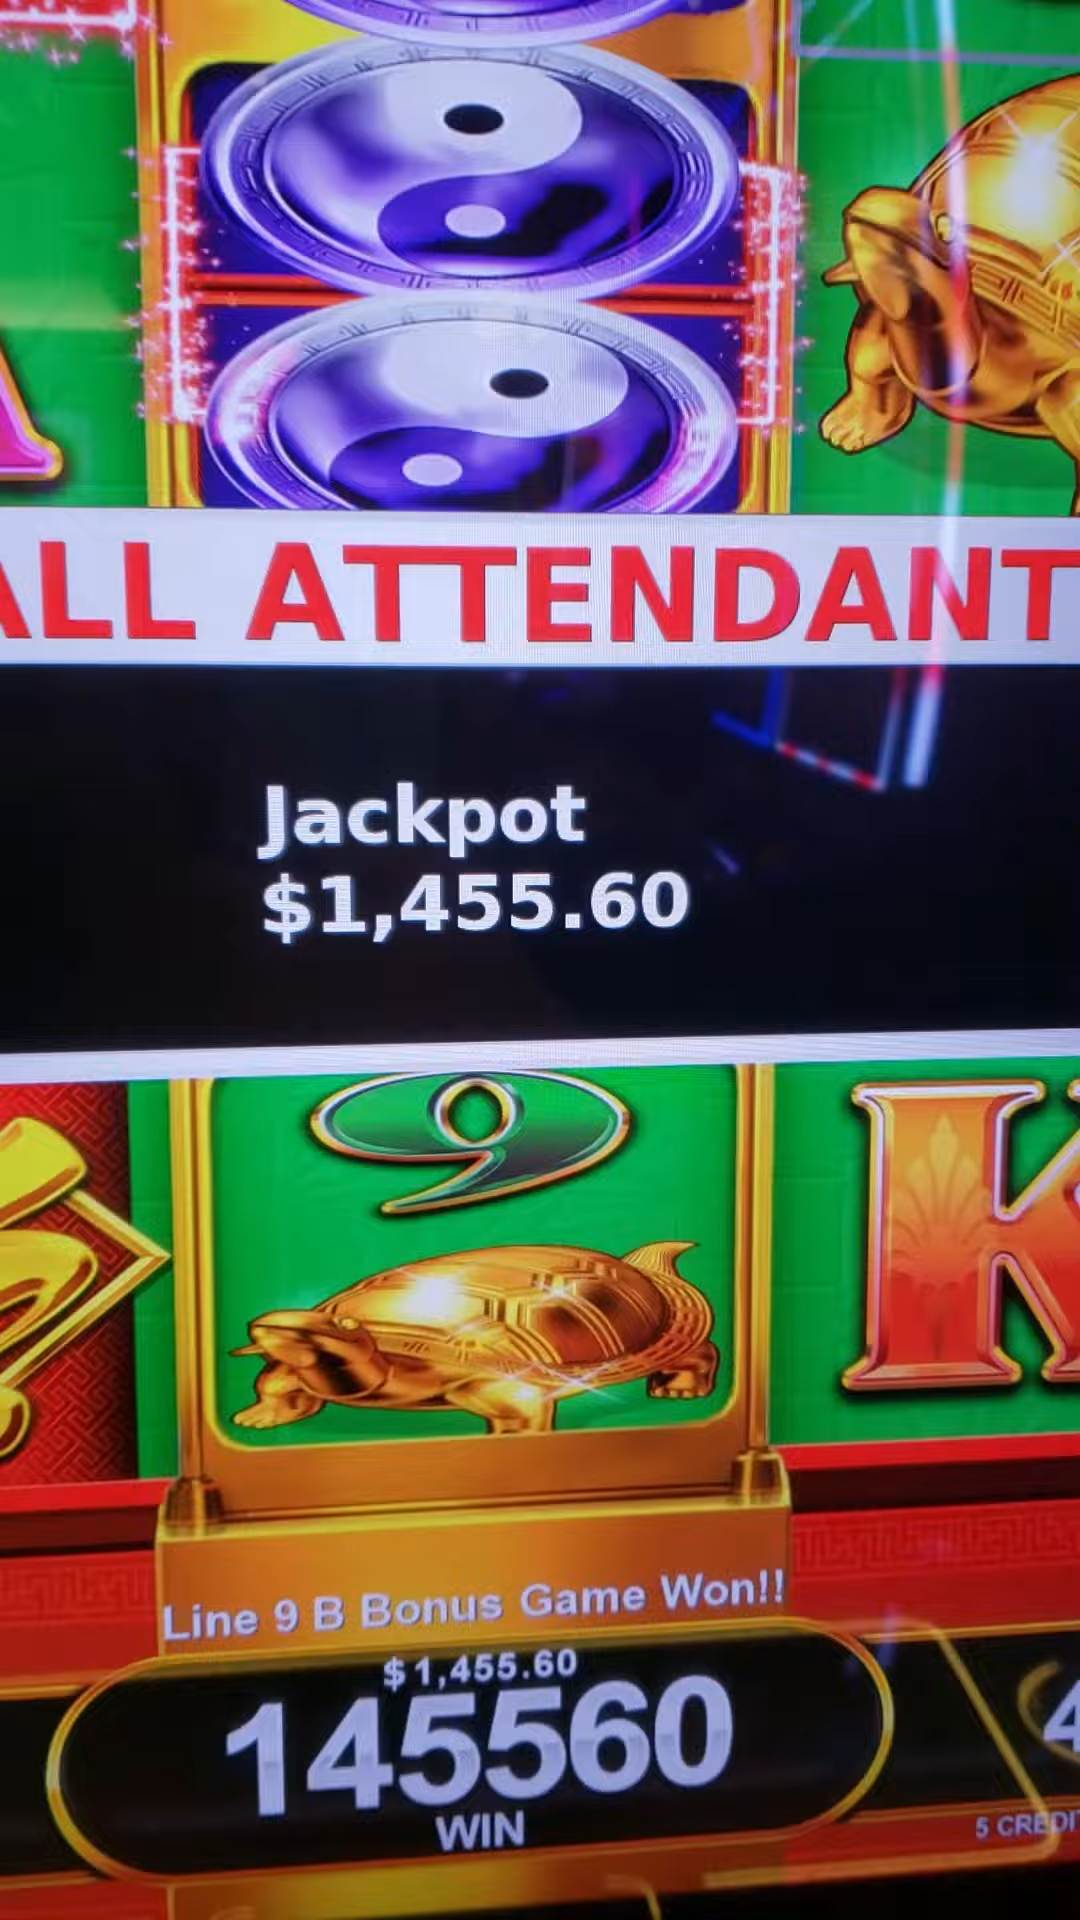 ALL ATTENDANT
Jackpot
$1,455.60
9
K
Line 9 B Bonus Game Won!!
$1,455.60
145560
WIN
4
5 CREDIT